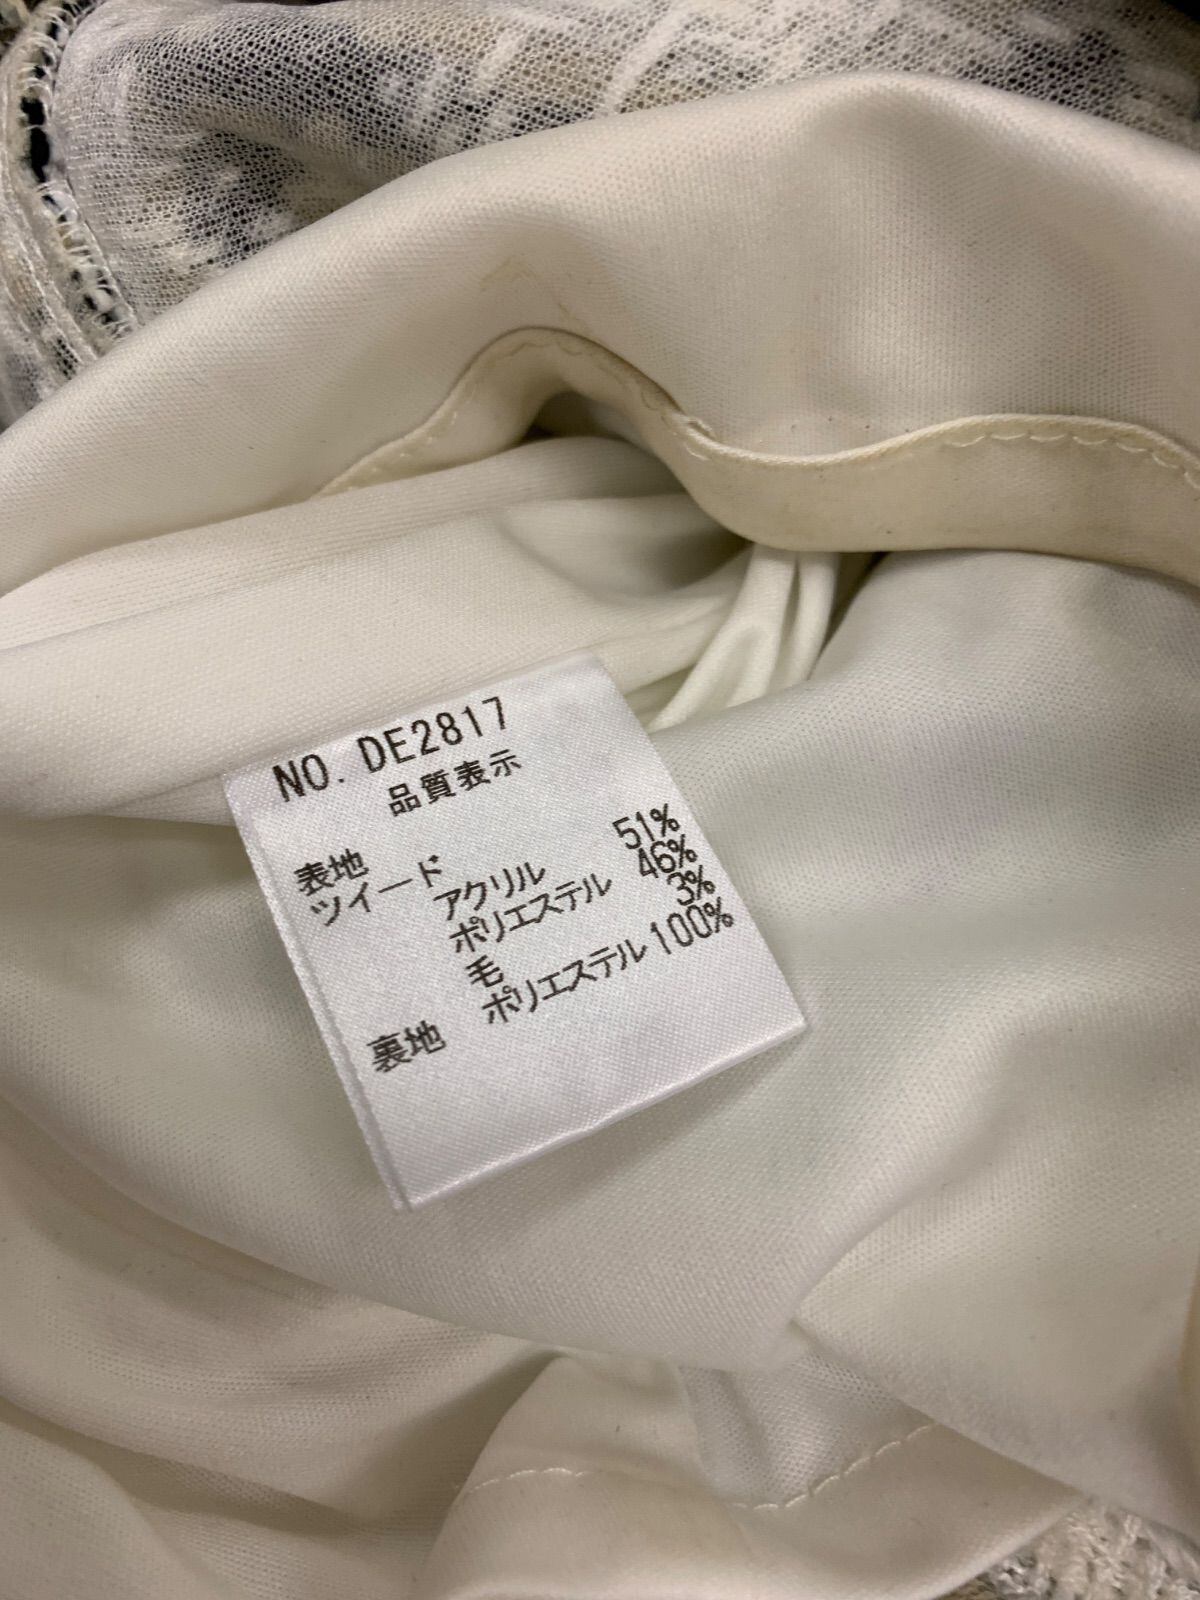 NO. DE2817
品質表示
表地
ツイード
アクリル 51%
ポリエステル 46%
毛 3%
裏地 ポリエステル 100%